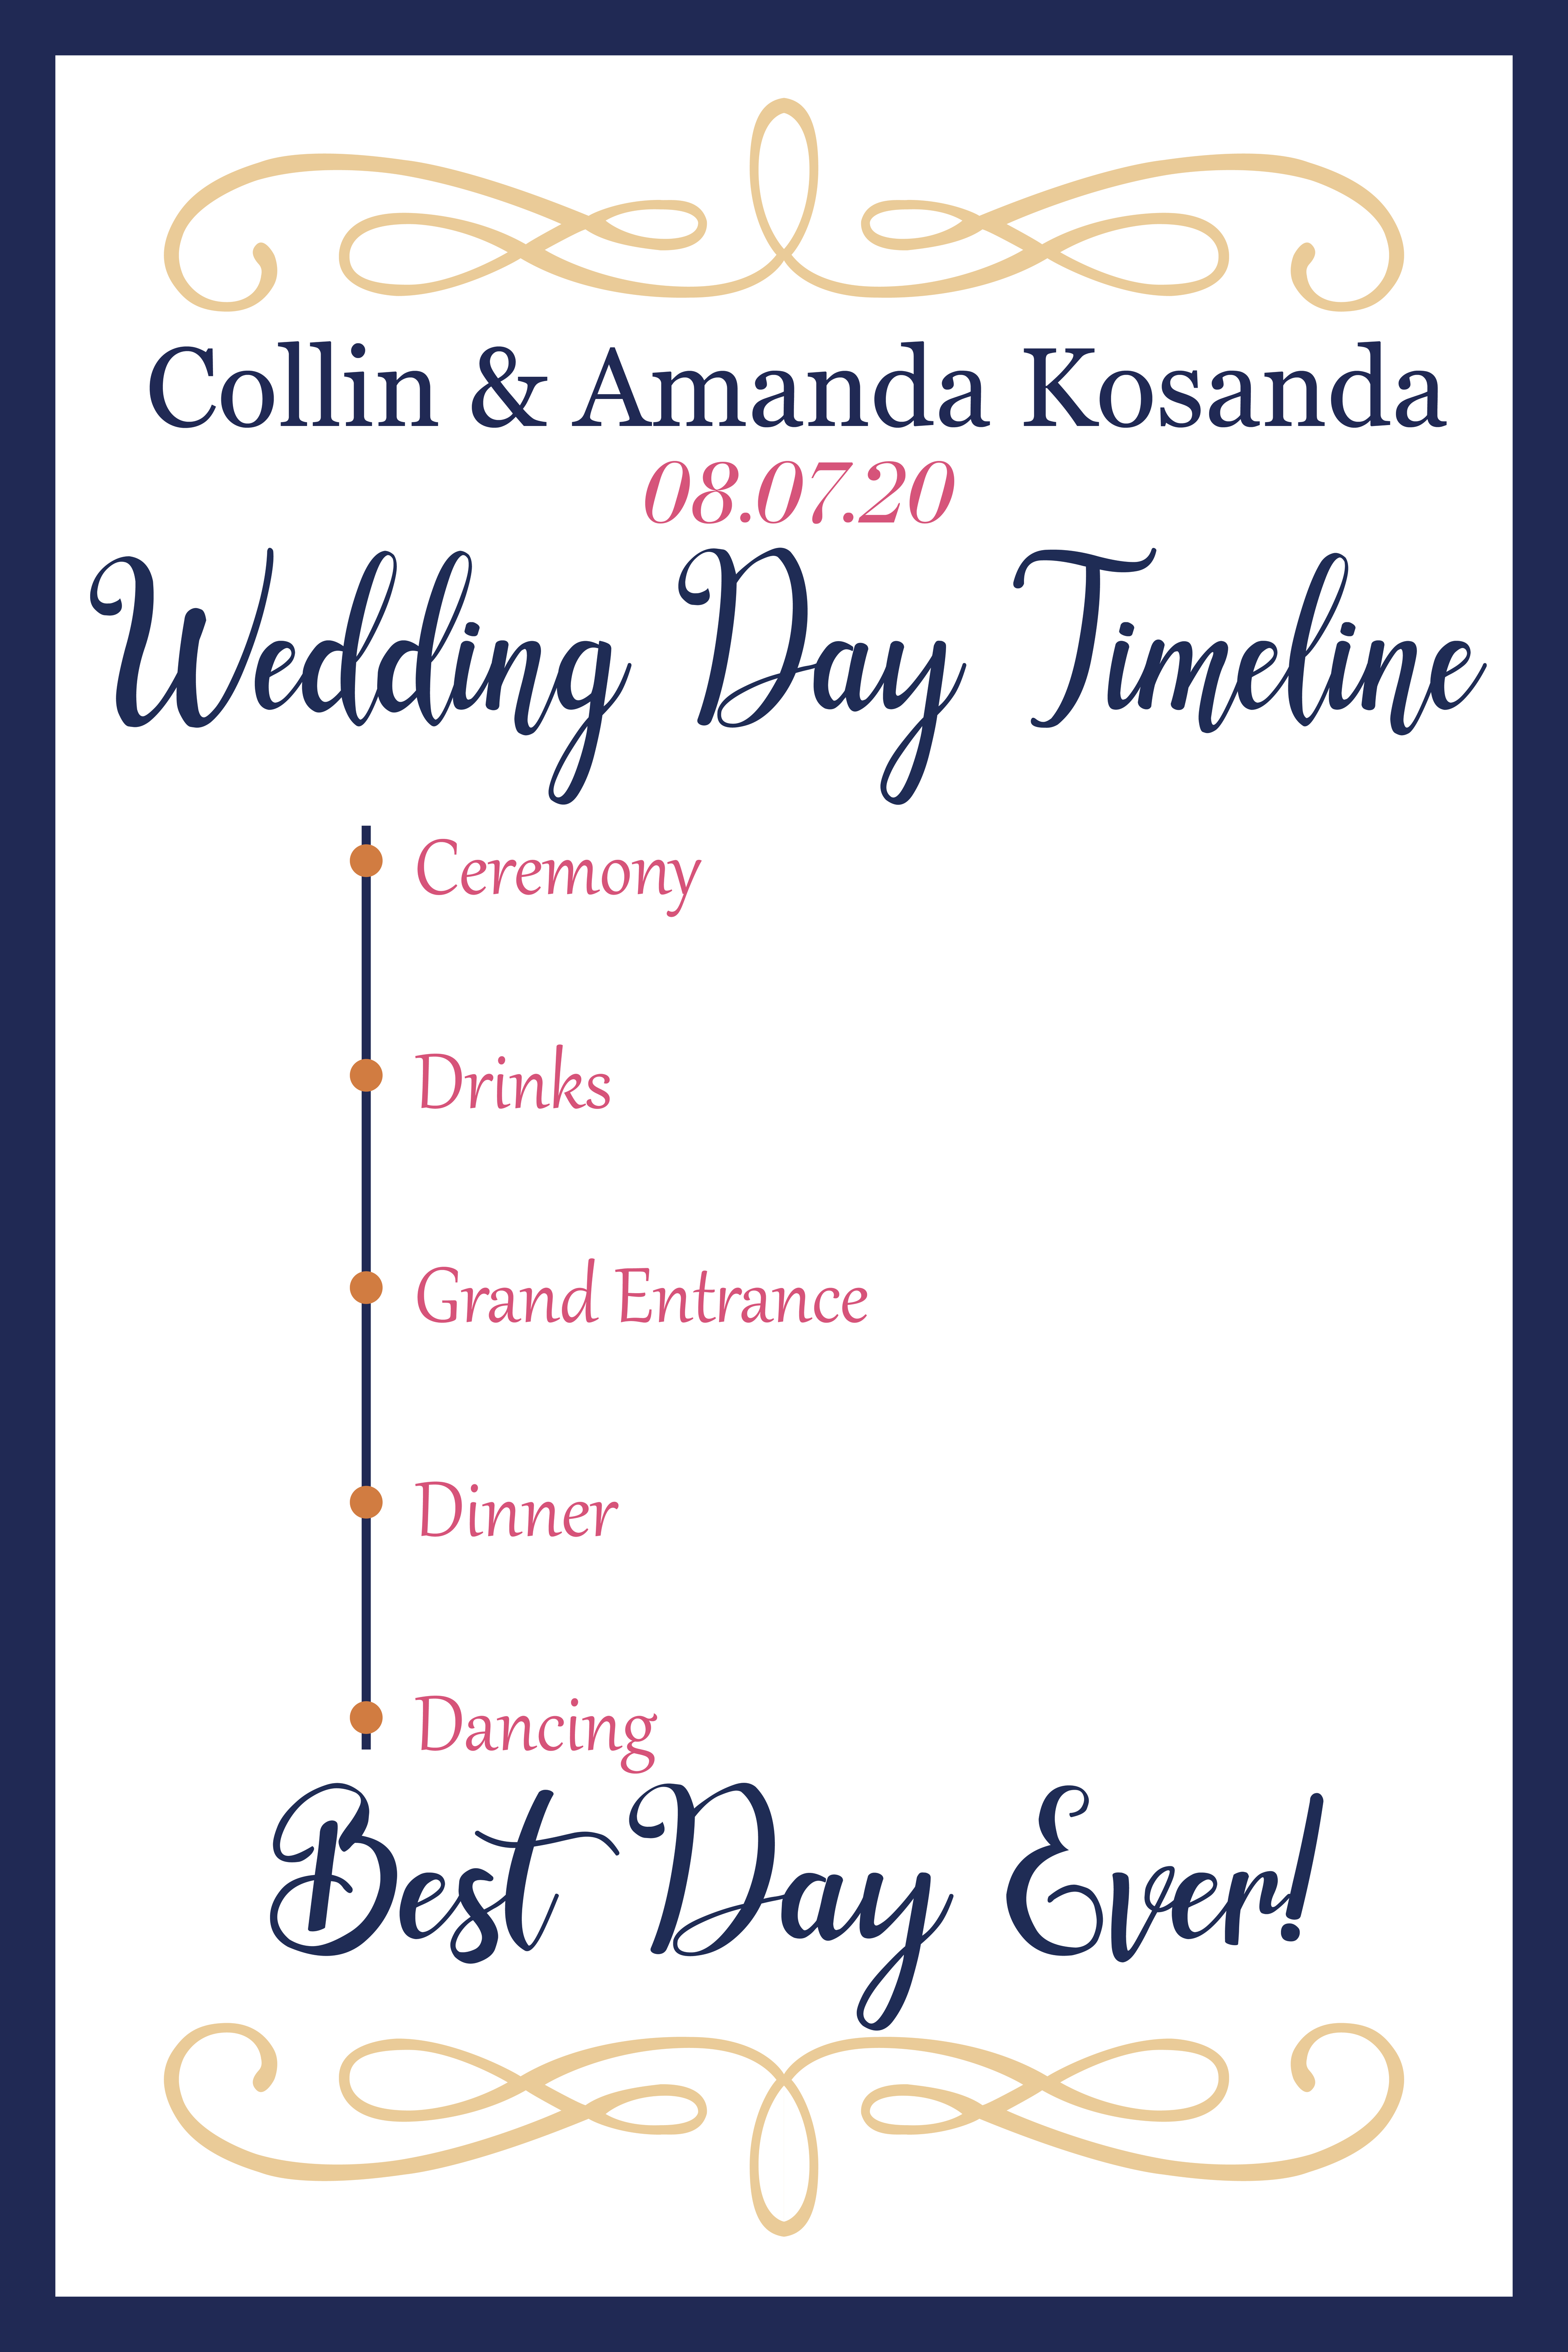 Collin & Amanda Kosanda
08.07.20
Wedding Day Timeline
Ceremony
Drinks
Grand Entrance
Dinner
Dancing
Best Day Ever!